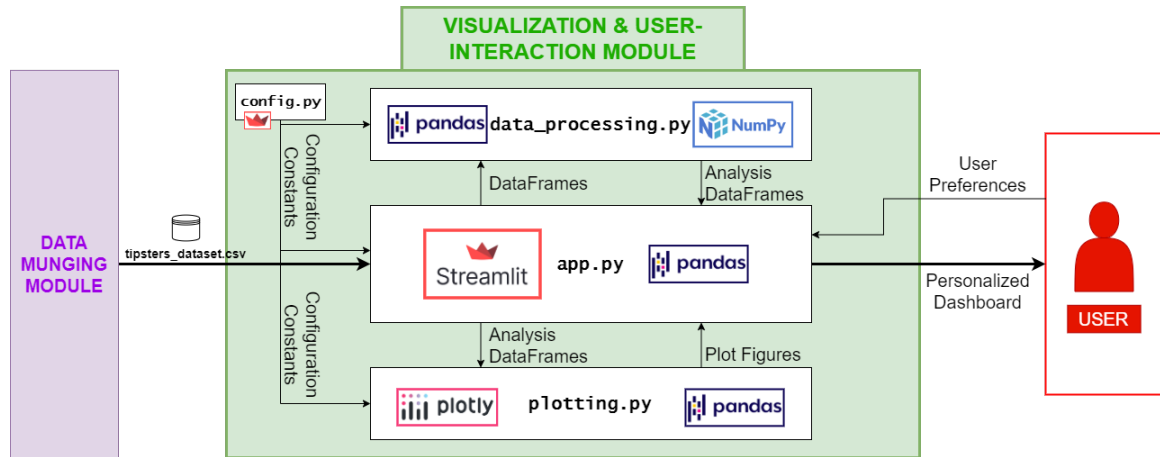 VISUALIZATION & USER-
INTERACTION MODULE
config.py
pandas
data_processing.py
NumPy
Configuration
Constants
DataFrames
Analysis
DataFrames
User
Preferences
DATA
MUNGING
MODULE
tipsters_dataset.csv
Streamlit
app.py
pandas
Personalized
Dashboard
USER
Configuration
Constants
Analysis
DataFrames
Plot Figures
plotly
plotting.py
pandas